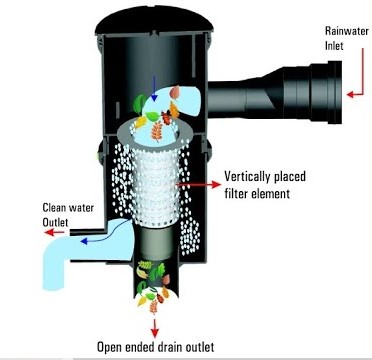 Rainwater
Inlet
Vertically placed
filter element
Clean water
Outlet
Open ended drain outlet